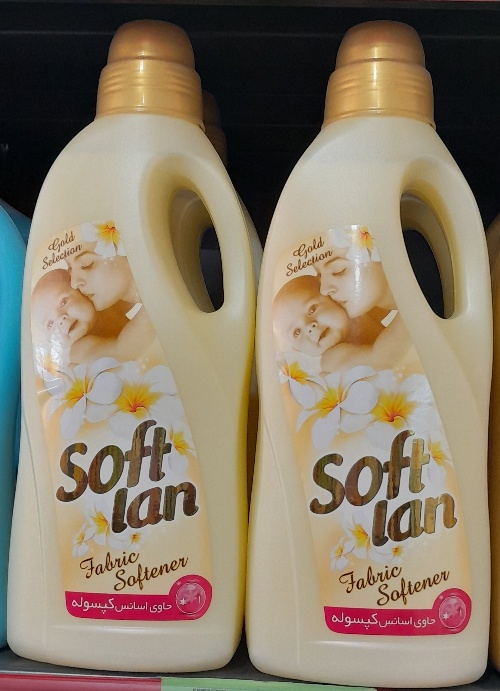 Gold
Selection
Soft
lan
Fabric
Softener
حاوی اسانس کپسوله
Gold
Selection
Soft
lan
Fabric
Softener
حاوی اسانس کپسوله